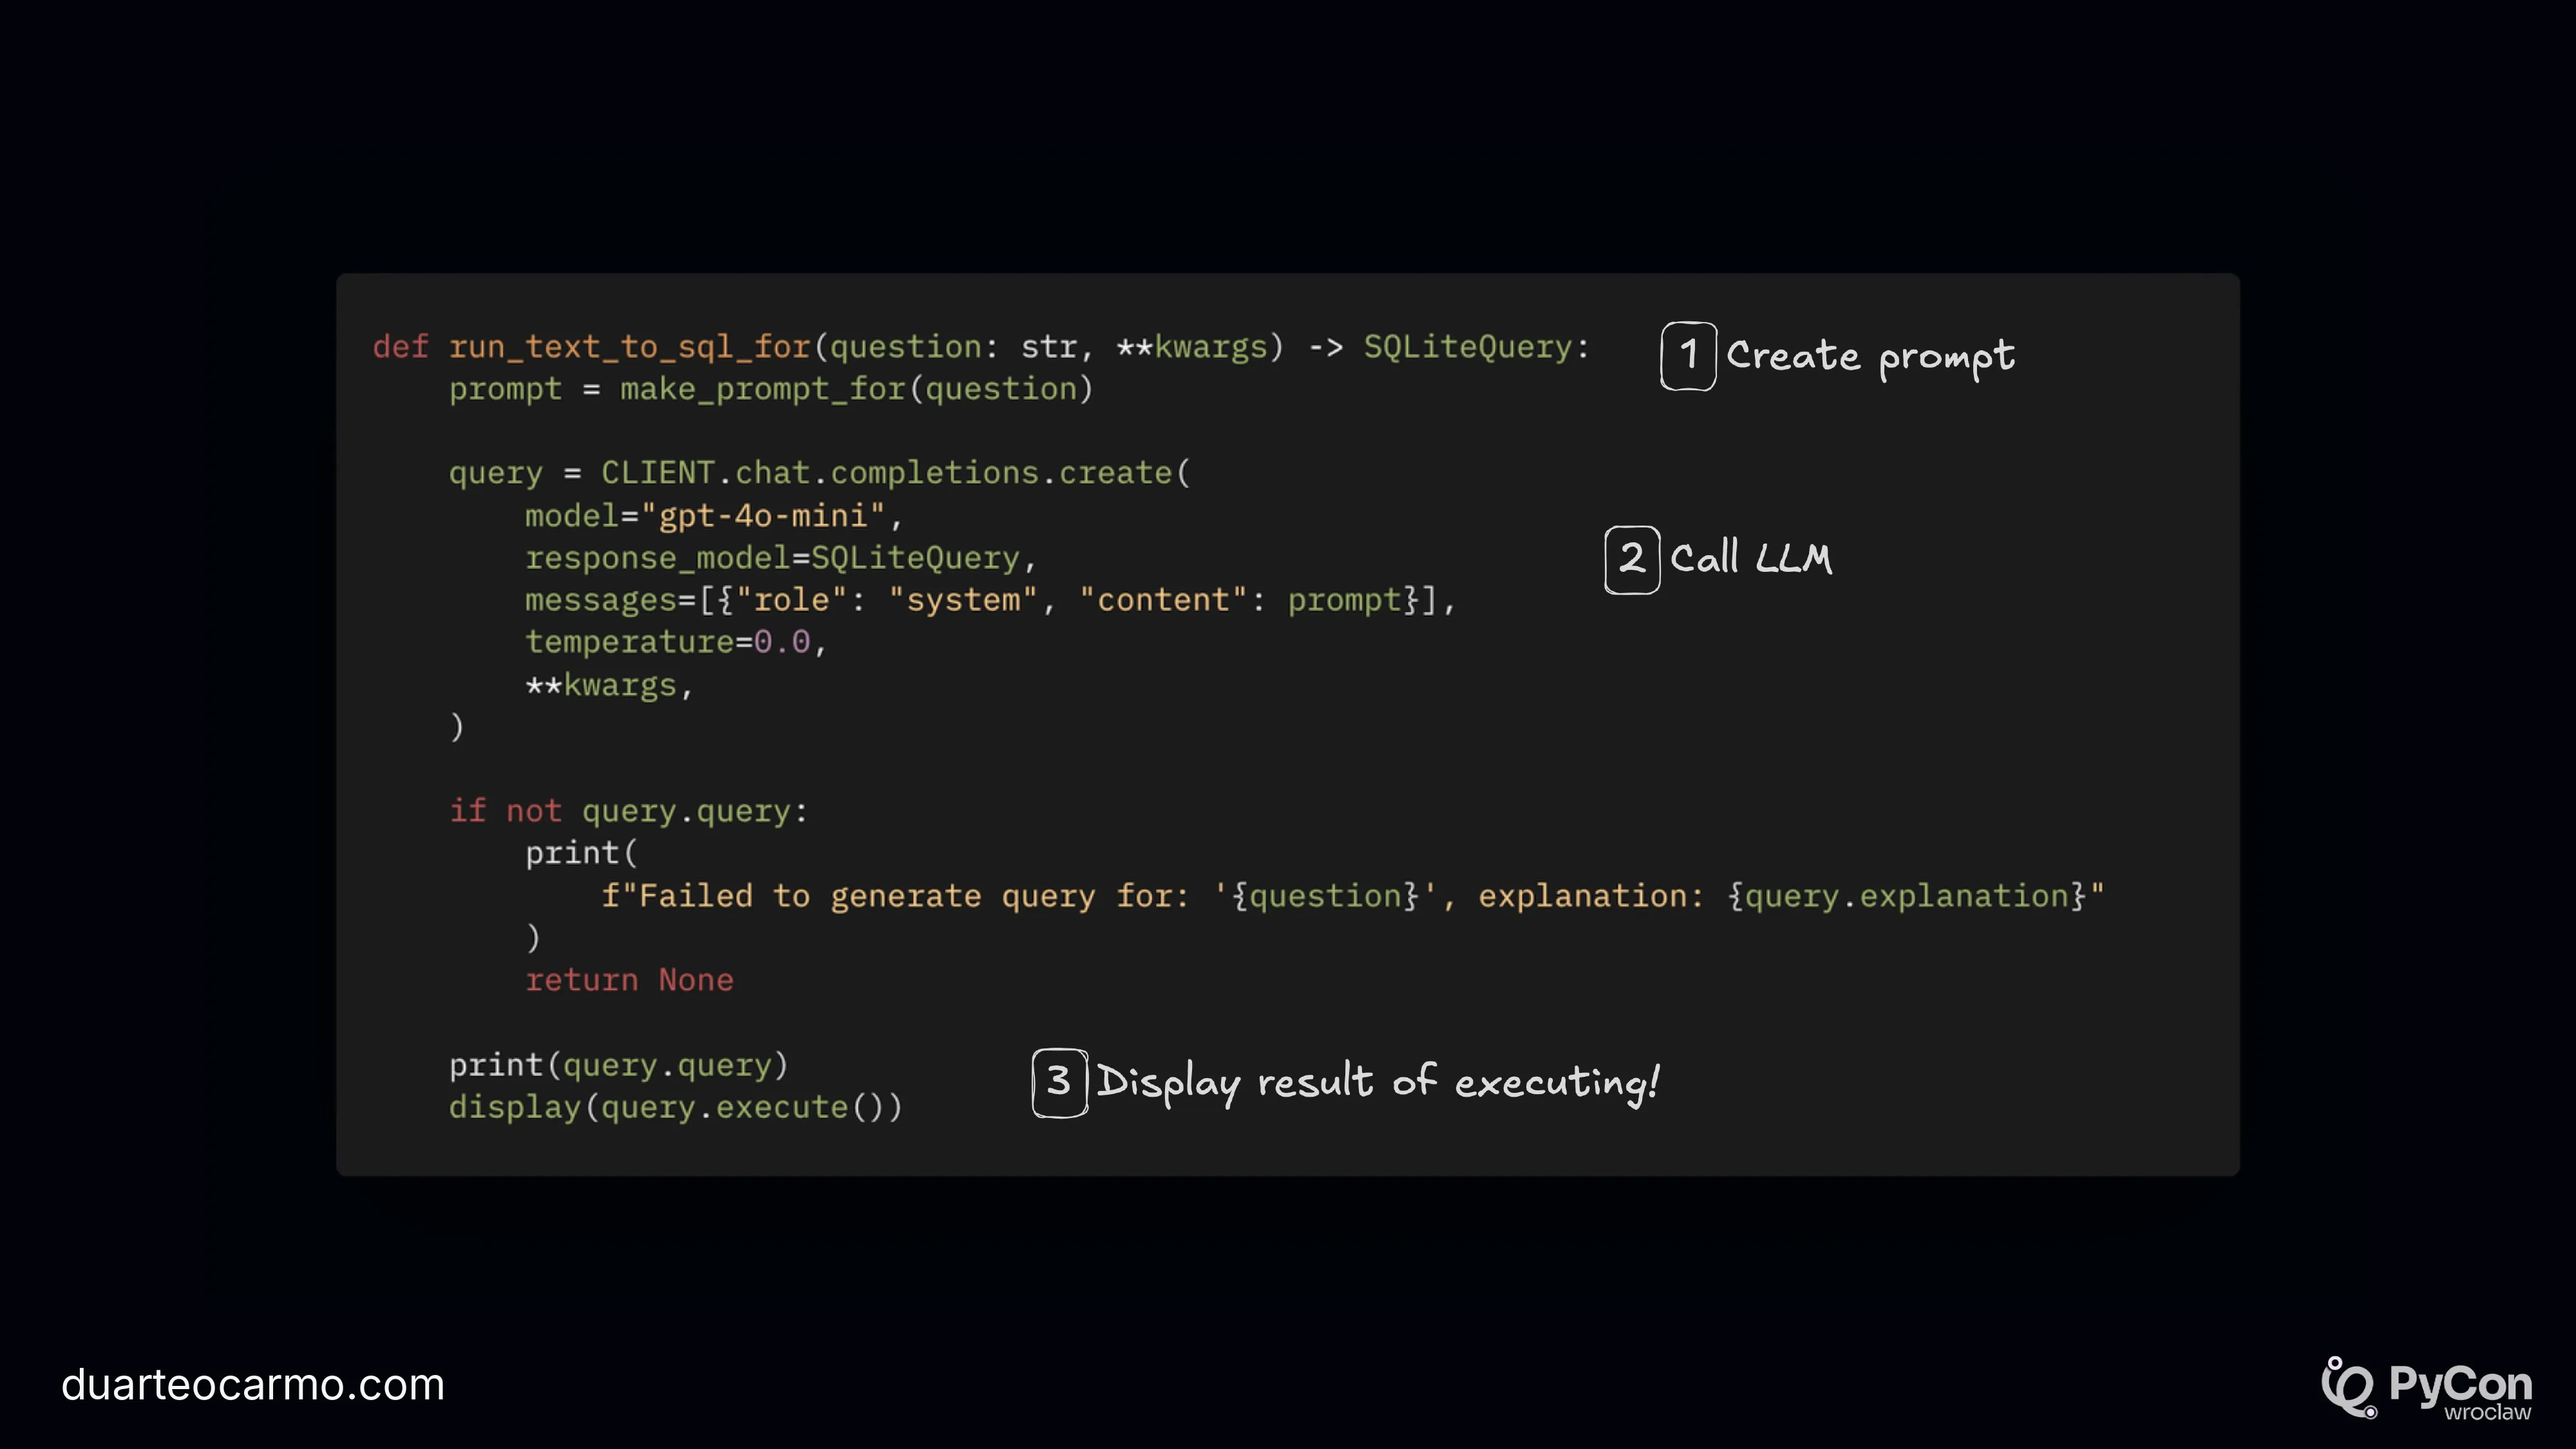 def run_text_to_sql_for(question: str, **kwargs) -> SQLiteQuery:
1 Create prompt
    prompt = make_prompt_for(question)
    query = CLIENT.chat.completions.create(
        model="gpt-4o-mini",
        response_model=SQLiteQuery,
2 Call LLM
        messages=[{"role": "system", "content": prompt}],
        temperature=0.0,
        **kwargs,
    )
    if not query.query:
        print(
            f"Failed to generate query for: '{question}', explanation: {query.explanation}"
        )
        return None
    print(query.query)
    display(query.execute())
3 Display result of executing!
duarteocarmo.com
PyCon
wroclaw